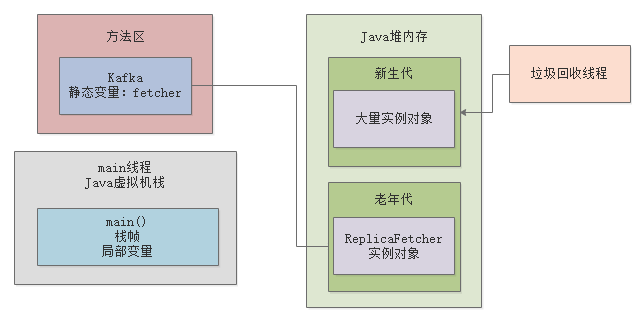 方法区
Kafka
静态变量：fetcher
main线程
Java虚拟机栈
main()
栈帧
局部变量
Java堆内存
新生代
大量实例对象
老年代
ReplicaFetcher
实例对象
垃圾回收线程